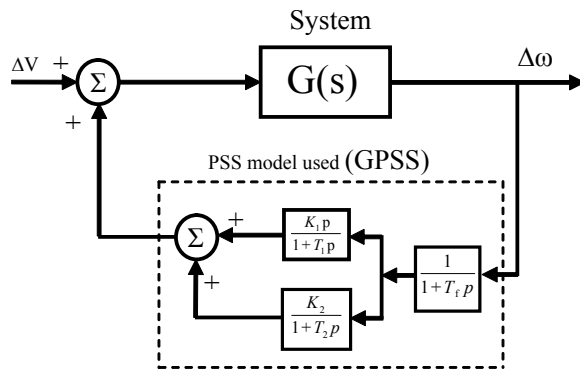 System
ΔV
+
Σ
G(s)
Δω
+
PSS model used (GPSS)
Σ
+
K₁p
1+T₁p
1
1+T_f p
+
K₂
1+T₂p